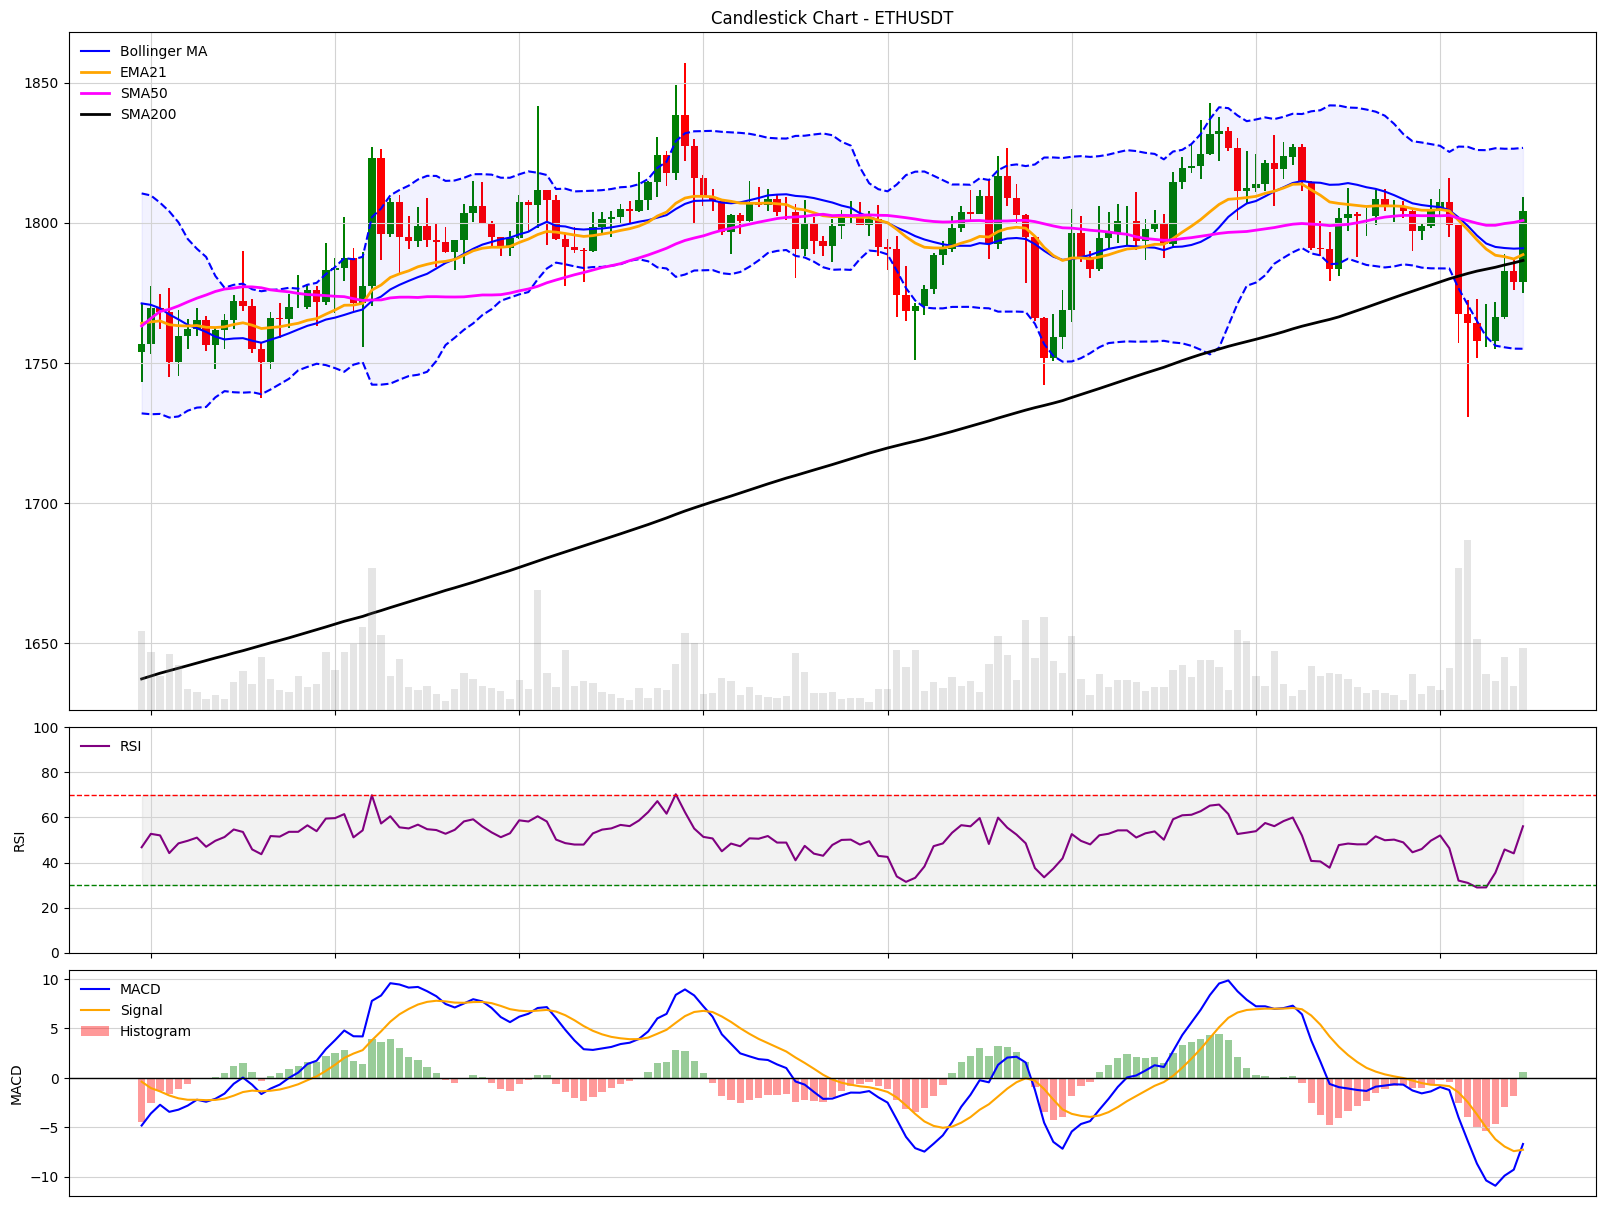 Candlestick Chart - ETHUSDT
Bollinger MA
EMA21
SMA50
SMA200
1850
1800
1750
1700
1650
RSI
100
80
60
40
20
0
RSI
MACD
Signal
Histogram
10
5
0
−5
−10
MACD